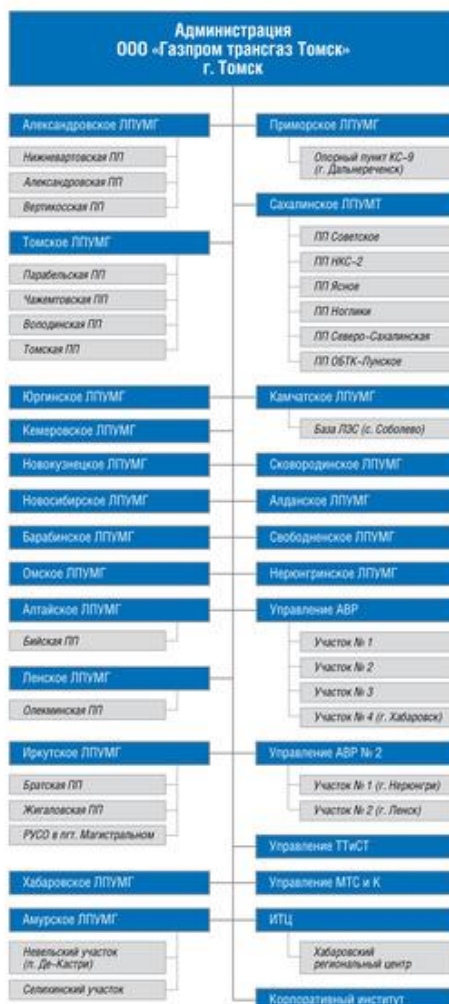 Администрация
ООО «Газпром трансгаз Томск»
г. Томск
Александровское ЛПУМГ
Нижневартовская ПП
Александровская ПП
Вертикосская ПП
Томское ЛПУМГ
Парабельская ПП
Чажемтовская ПП
Володинская ПП
Томская ПП
Юргинское ЛПУМГ
Кемеровское ЛПУМГ
Новокузнецкое ЛПУМГ
Новосибирское ЛПУМГ
Барабинское ЛПУМГ
Омское ЛПУМГ
Алтайское ЛПУМГ
Бийская ПП
Ленское ЛПУМГ
Олекминская ПП
Иркутское ЛПУМГ
Братская ПП
Жигаловская ПП
РУСО в пгт. Магистральном
Хабаровское ЛПУМГ
Амурское ЛПУМГ
Невельский участок
(п. Де-Кастри)
Селихинский участок
Приморское ЛПУМГ
Опорный пункт КС-9
(г. Дальнереченск)
Сахалинское ЛПУМТ
ПП Советское
ПП НКС-2
ПП Ясное
ПП Ноглики
ПП Северо-Сахалинская
ПП ОБТК-Лунское
Камчатское ЛПУМГ
База ЛЭС (с. Соболево)
Сковородинское ЛПУМГ
Алданское ЛПУМГ
Свободненское ЛПУМГ
Нерюнгринское ЛПУМГ
Управление АВР
Участок № 1
Участок № 2
Участок № 3
Участок № 4 (г. Хабаровск)
Управление АВР № 2
Участок № 1 (г. Нерюнгри)
Участок № 2 (г. Ленск)
Управление ТТиСТ
Управление МТС и К
ИТЦ
Хабаровский
региональный центр
Корпоративный институт